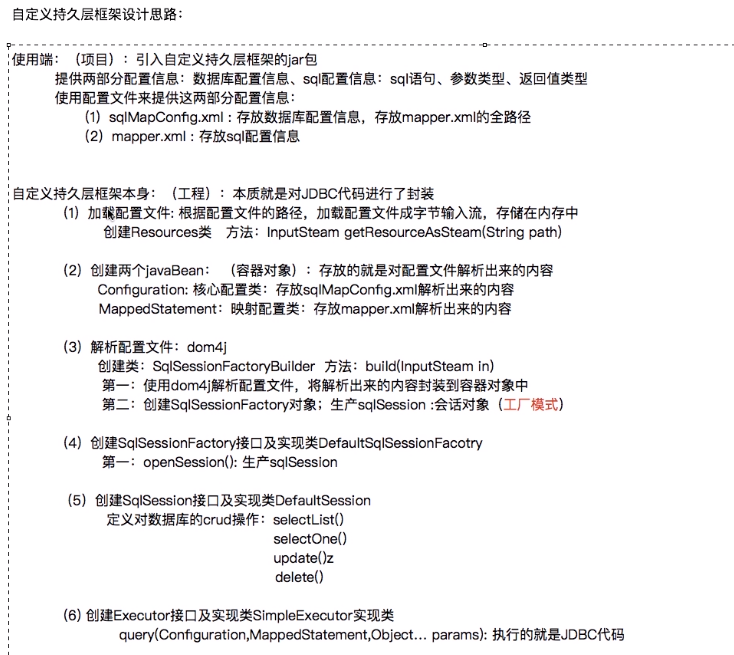 自定义持久层框架设计思路：
使用端：（项目）：引入自定义持久层框架的jar包
提供两部分配置信息：数据库配置信息、sql配置信息：sql语句、参数类型、返回值类型
使用配置文件来提供这两部分配置信息：
（1）sqlMapConfig.xml：存放数据库配置信息，存放mapper.xml的全路径
（2）mapper.xml：存放sql配置信息
自定义持久层框架本身：（工程）：本质就是对JDBC代码进行了封装
（1）加载配置文件：根据配置文件的路径，加载配置文件成字节输入流，存储在内存中
创建Resources类 方法：InputSteam getResourceAsSteam(String path)
（2）创建两个javaBean：（容器对象）：存放的就是对配置文件解析出来的内容
Configuration: 核心配置类：存放sqlMapConfig.xml解析出来的内容
MappedStatement：映射配置类：存放mapper.xml解析出来的内容
（3）解析配置文件：dom4j
创建类：SqlSessionFactoryBuilder 方法：build(InputSteam in)
第一：使用dom4j解析配置文件，将解析出来的内容封装到容器对象中
第二：创建SqlSessionFactory对象；生产sqlSession :会话对象（工厂模式）
（4）创建SqlSessionFactory接口及实现类DefaultSqlSessionFacotry
第一：openSession(): 生产sqlSession
（5）创建SqlSession接口及实现类DefaultSession
定义对数据库的crud操作：selectList()
selectOne()
update()z
delete()
（6）创建Executor接口及实现类SimpleExecutor实现类
query(Configuration,MappedStatement,Object... params): 执行的就是JDBC代码